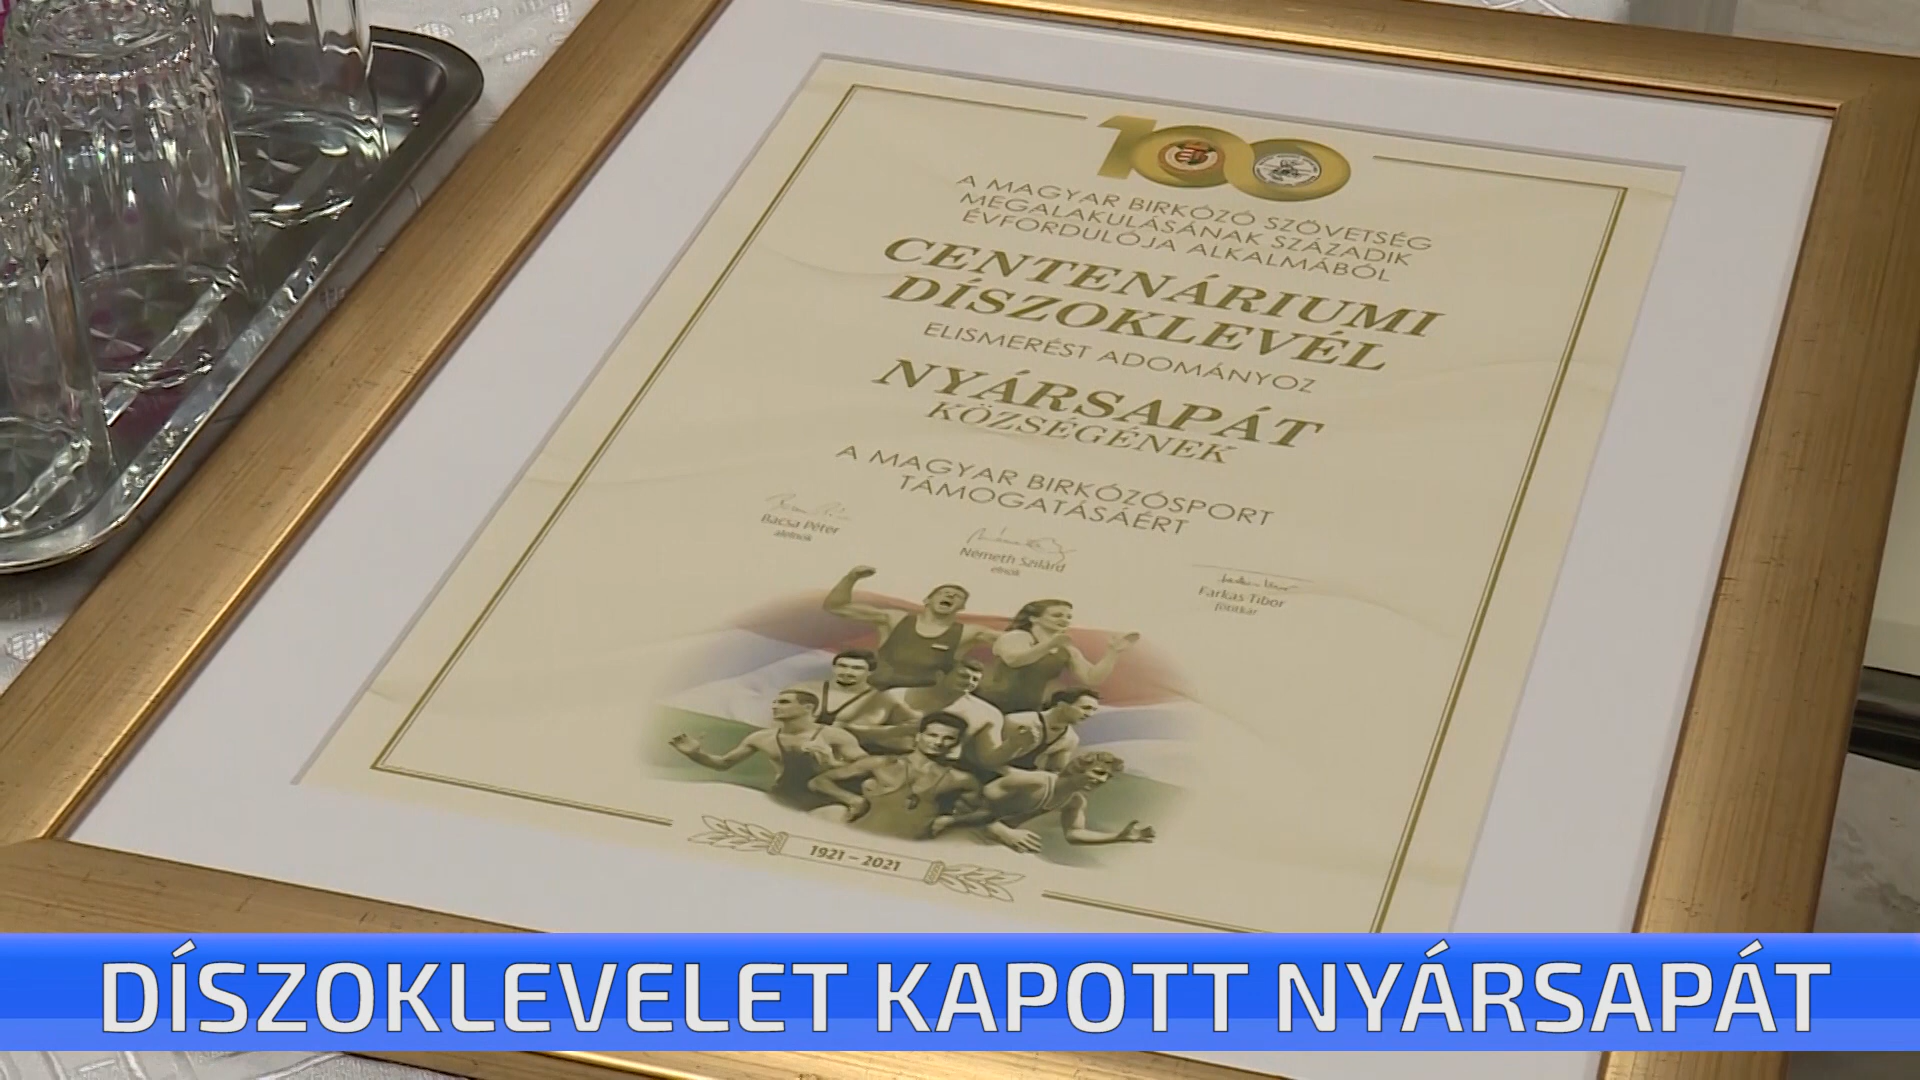 100
A MAGYAR BIRKÓZÓ SZÖVETSÉG
MEGALAKULÁSÁNAK SZÁZADIK
ÉVFORDULÓJA ALKALMÁBÓL
CENTENÁRIUMI
DÍSZOKLEVÉL
ELISMERÉST ADOMÁNYOZ
NYÁRSAPÁT
KÖZSÉGÉNEK
A MAGYAR BIRKÓZÓSPORT
TÁMOGATÁSÁÉRT
Bacsa Péter
alelnök
Németh Szilárd
elnök
Farkas Tibor
főtitkár
1921 – 2021
DÍSZOKLEVELET KAPOTT NYÁRSAPÁT